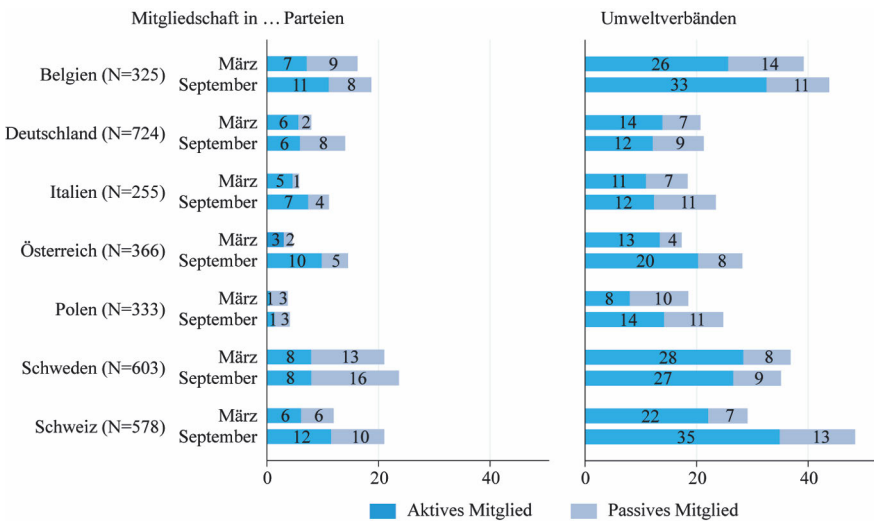 Mitgliedschaft in … Parteien Umweltverbänden
März 7 9 26 14
Belgien (N=325)
September 11 8 33 11
März 6 2 14 7
Deutschland (N=724)
September 6 8 12 9
März 5 1 11 7
Italien (N=255)
September 7 4 12 11
März 3 2 13 4
Österreich (N=366)
September 10 5 20 8
März 1 3 8 10
Polen (N=333)
September 1 3 14 11
März 8 13 28 8
Schweden (N=603)
September 8 16 27 9
März 6 6 22 7
Schweiz (N=578)
September 12 10 35 13
0 20 40 0 20 40
Aktives Mitglied Passives Mitglied